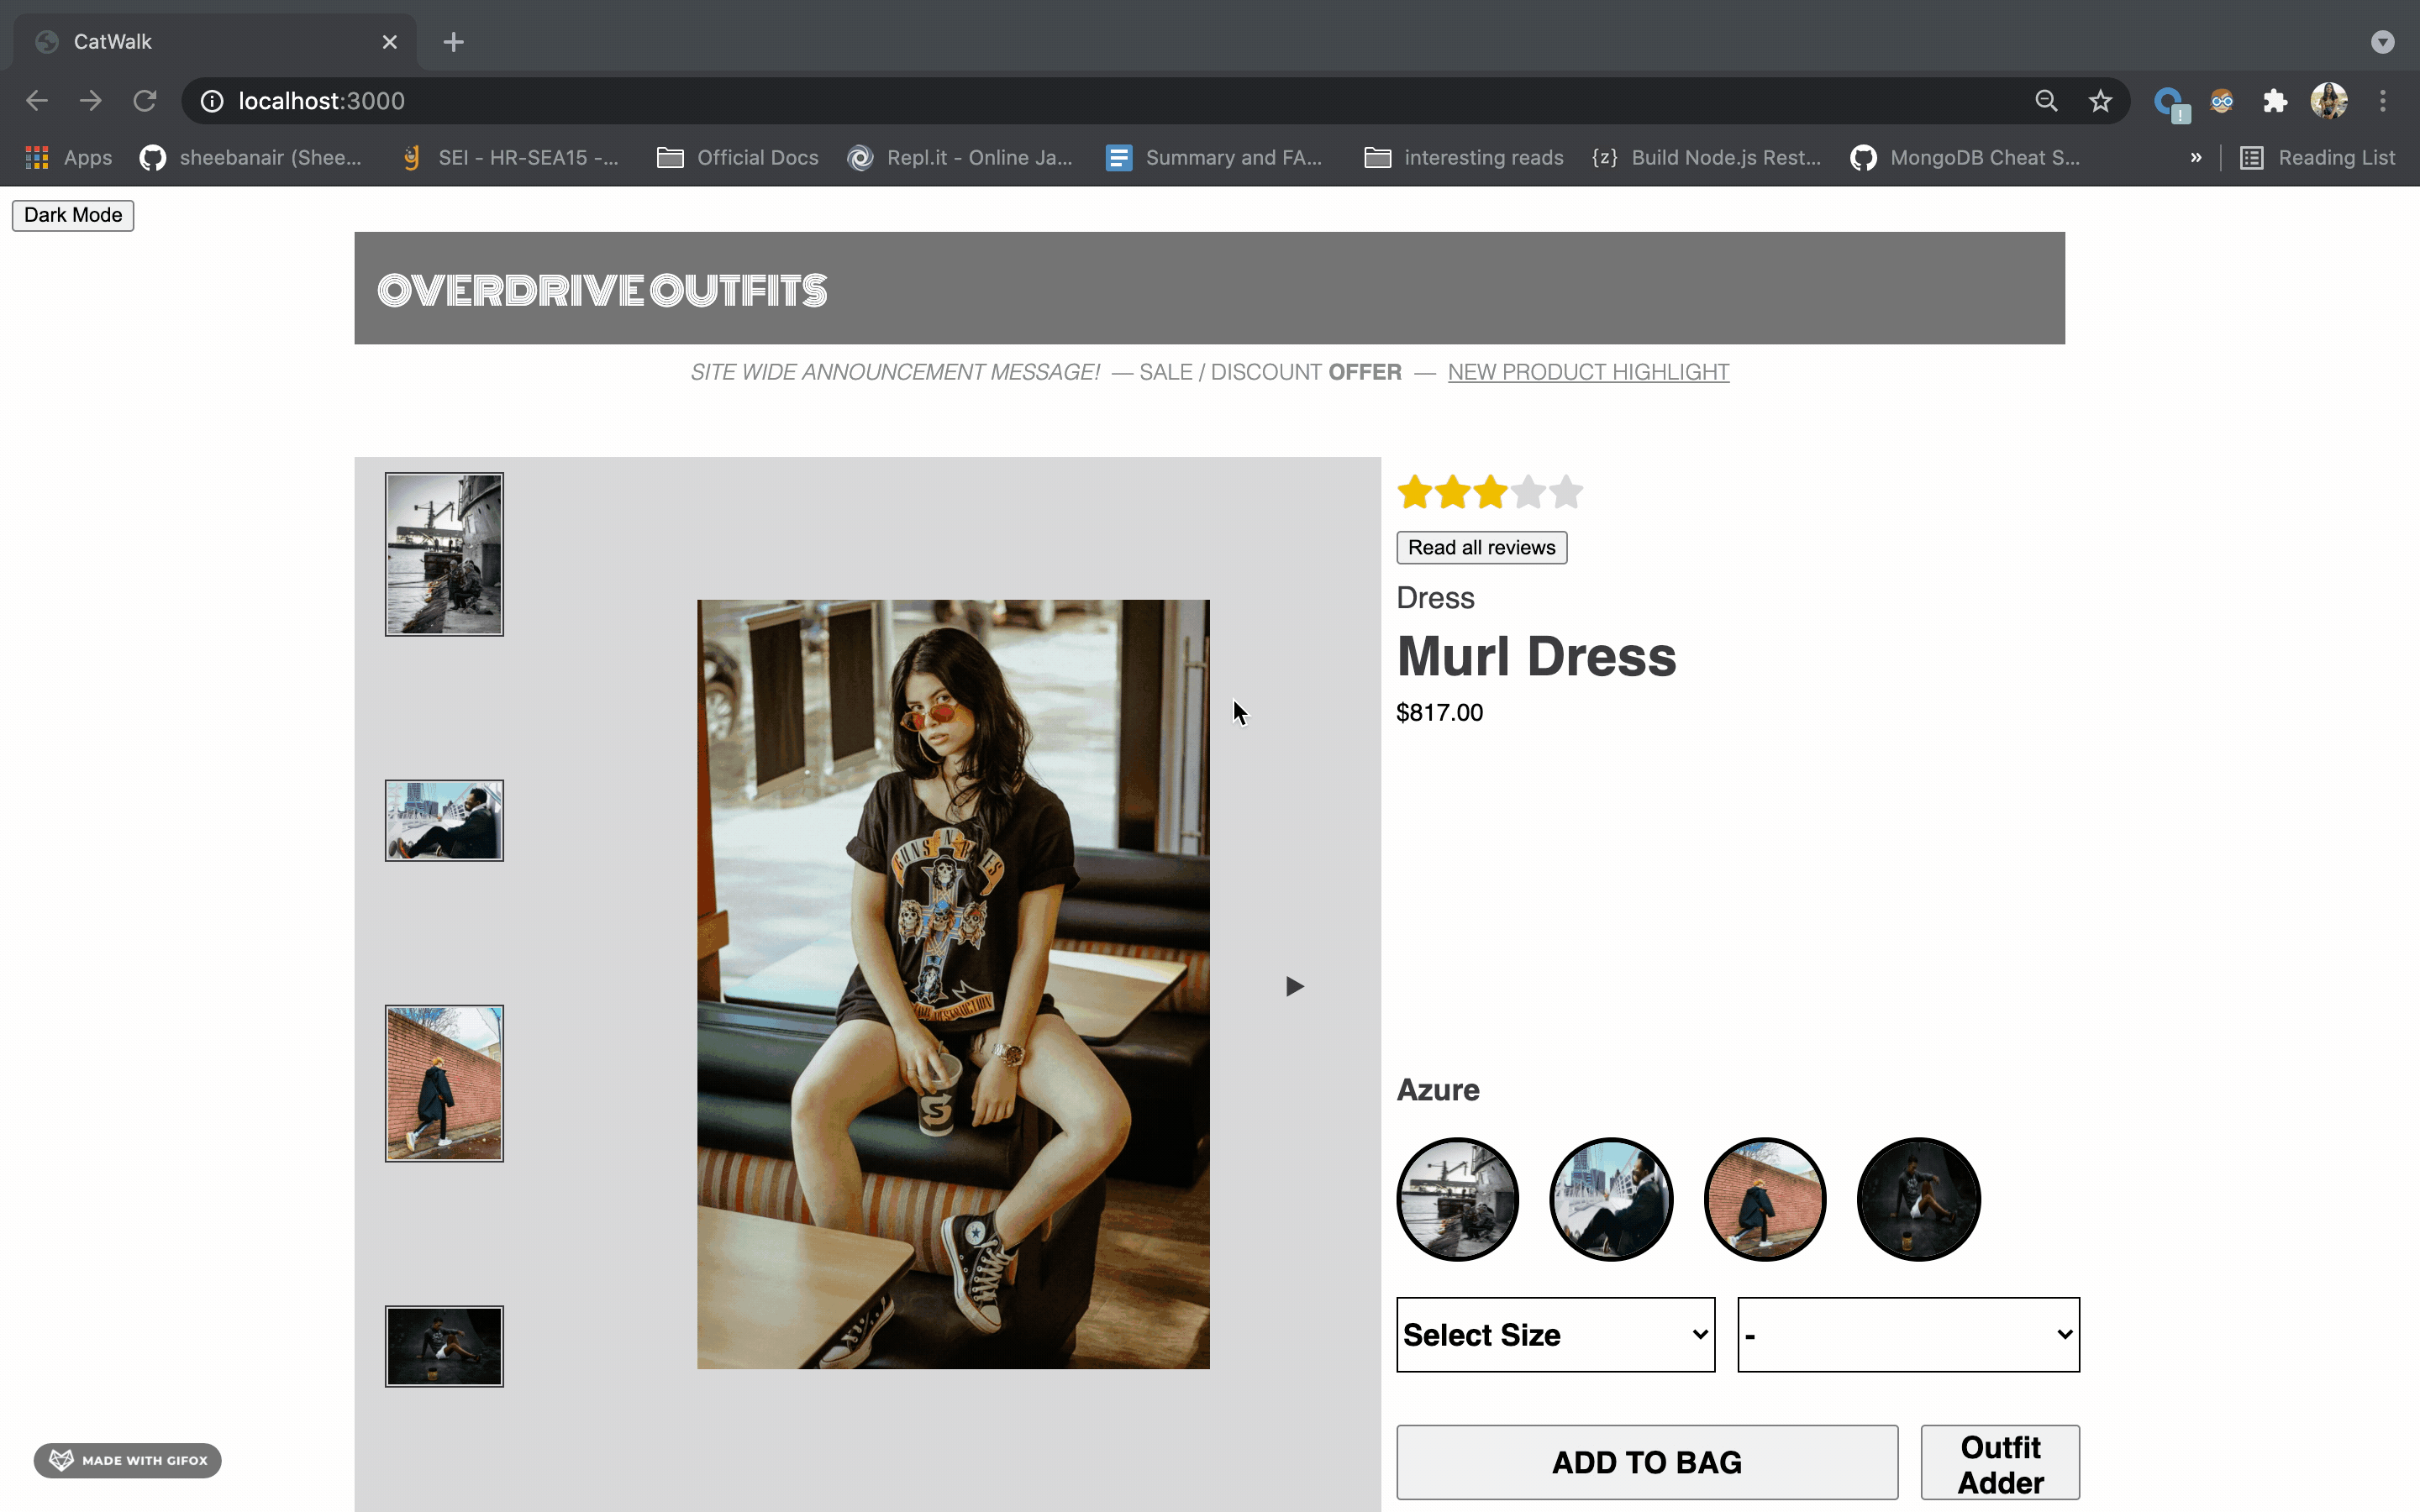 CatWalk
localhost:3000
Apps
sheebanair (Shee...
SEI - HR-SEA15 -...
Official Docs
Repl.it - Online Ja...
Summary and FA...
interesting reads
{z} Build Node.js Rest...
MongoDB Cheat S...
»
Reading List
Dark Mode
OVERDRIVE OUTFITS
SITE WIDE ANNOUNCEMENT MESSAGE! — SALE / DISCOUNT OFFER — NEW PRODUCT HIGHLIGHT
Read all reviews
Dress
Murl Dress
$817.00
Azure
Select Size
-
ADD TO BAG
Outfit
Adder
MADE WITH GIFOX